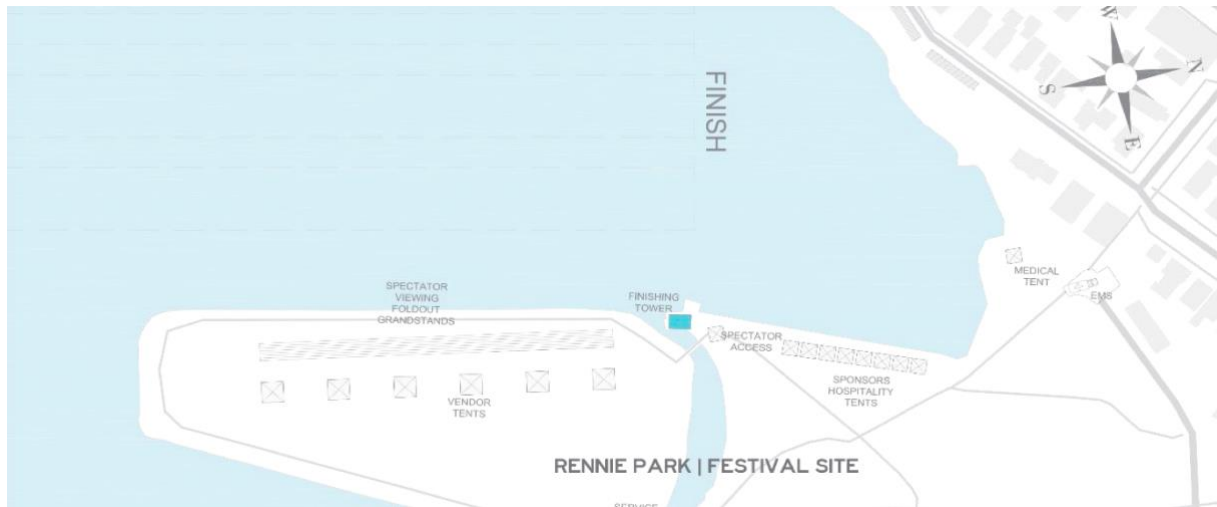 FINISH
W
N
S
E
SPECTATOR
VIEWING
FOLDOUT
GRANDSTANDS
FINISHING
TOWER
MEDICAL
TENT
EMS
SPECTATOR
ACCESS
SPONSORS
HOSPITALITY
TENTS
VENDOR
TENTS
RENNIE PARK | FESTIVAL SITE
SERVICE